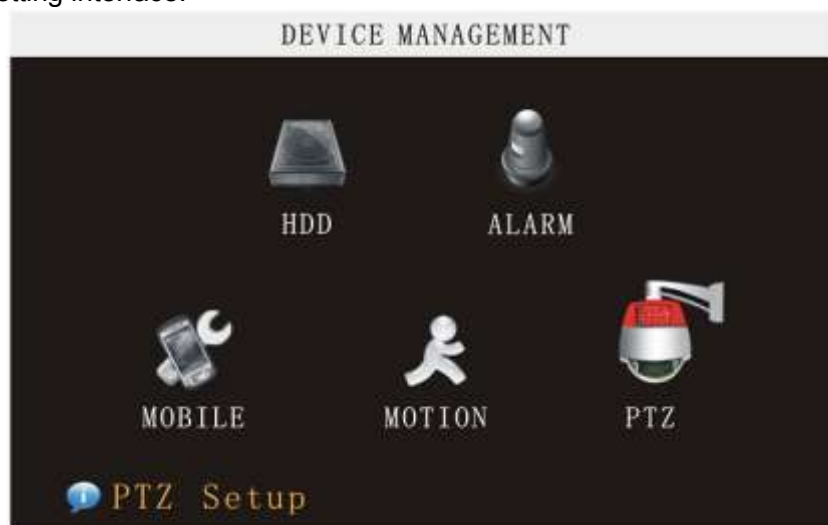 DEVICE MANAGEMENT
HDD ALARM
MOBILE MOTION PTZ
PTZ Setup